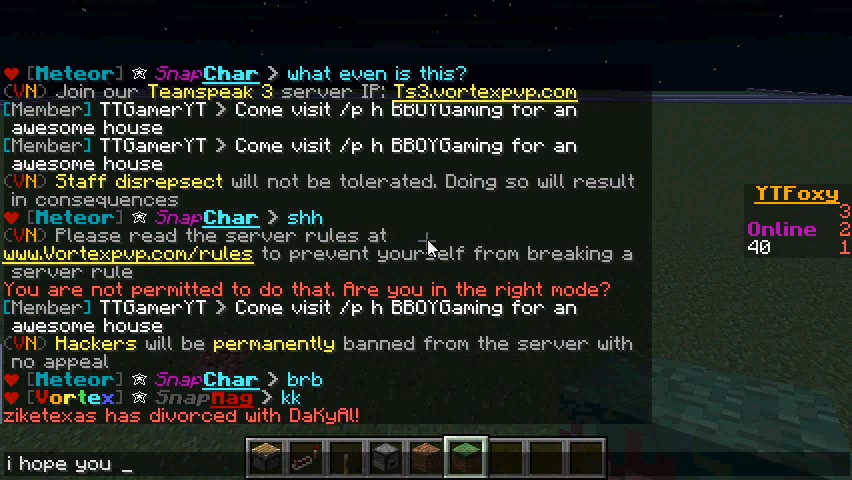 ♥ [Meteor] ☆ SnapChar > what even is this?
(VN) Join our Teamspeak 3 server IP: Ts3.vortexpvp.com
[Member] TTGamerYT > Come visit /p h BBOYGaming for an
awesome house
[Member] TTGamerYT > Come visit /p h BBOYGaming for an
awesome house
(VN) Staff disrepsect will not be tolerated. Doing so will result
in consequences
♥ [Meteor] ☆ SnapChar > shh
(VN) Please read the server rules at
www.Vortexpvp.com/rules to prevent yourself from breaking a
server rule
You are not permitted to do that. Are you in the right mode?
[Member] TTGamerYT > Come visit /p h BBOYGaming for an
awesome house
(VN) Hackers will be permanently banned from the server with
no appeal
♥ [Meteor] ☆ SnapChar > brb
♥ [Vortex] ☆ SnapMag > kk
ziketexas has divorced with DaKyAl!
i hope you _
YTFoxy
3
Online 2
40 1